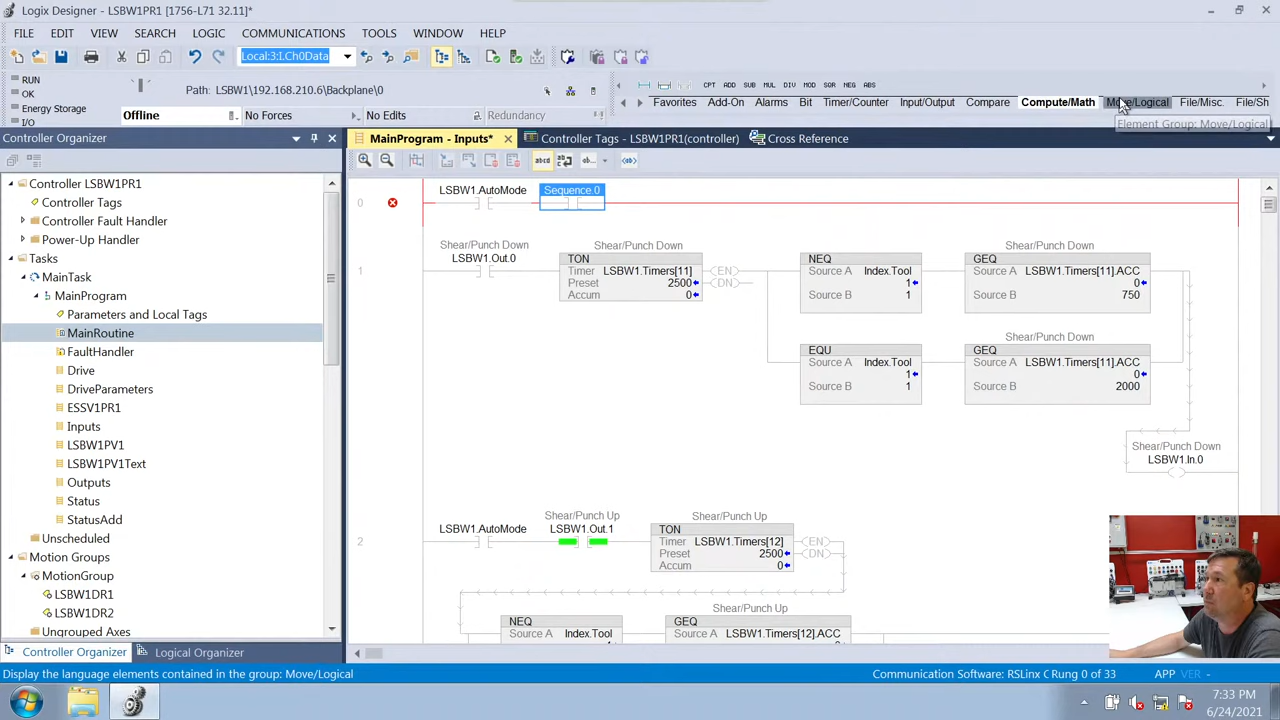 Logix Designer - LSBW1PR1 [1756-L71 32.11]*
FILE EDIT VIEW SEARCH LOGIC COMMUNICATIONS TOOLS WINDOW HELP
Local:3:I.Ch0Data
RUN
OK
Energy Storage
I/O
Path: LSBW1\192.168.210.6\Backplane\0
Offline No Forces No Edits Redundancy
CPT ADD SUB MUL DIV MOD SQR NEG ABS
Favorites Add-On Alarms Bit Timer/Counter Input/Output Compare Compute/Math Move/Logical File/Misc. File/Sh
Element Group: Move/Logical
Controller Organizer
MainProgram - Inputs* Controller Tags - LSBW1PR1(controller) Cross Reference
Controller LSBW1PR1
Controller Tags
Controller Fault Handler
Power-Up Handler
Tasks
MainTask
MainProgram
Parameters and Local Tags
MainRoutine
FaultHandler
Drive
DriveParameters
ESSV1PR1
Inputs
LSBW1PV1
LSBW1PV1Text
Outputs
Status
StatusAdd
Unscheduled
Motion Groups
MotionGroup
LSBW1DR1
LSBW1DR2
Ungrouped Axes
Controller Organizer Logical Organizer
LSBW1.AutoMode Sequence.0
0
Shear/Punch Down Shear/Punch Down Shear/Punch Down
LSBW1.Out.0
1
TON
Timer LSBW1.Timers[11]
Preset 2500
Accum 0
EN
DN
NEQ
Source A Index.Tool
1
Source B 1
GEQ
Source A LSBW1.Timers[11].ACC
0
Source B 750
Shear/Punch Down
EQU
Source A Index.Tool
1
Source B 1
GEQ
Source A LSBW1.Timers[11].ACC
0
Source B 2000
Shear/Punch Down
LSBW1.In.0
Shear/Punch Up Shear/Punch Up
LSBW1.AutoMode LSBW1.Out.1
2
TON
Timer LSBW1.Timers[12]
Preset 2500
Accum 0
EN
DN
Shear/Punch Up
NEQ
Source A Index.Tool
GEQ
Source A LSBW1.Timers[12].ACC
Display the language elements contained in the group: Move/Logical Communication Software: RSLinx C Rung 0 of 33 APP VER -
7:33 PM
6/24/2021